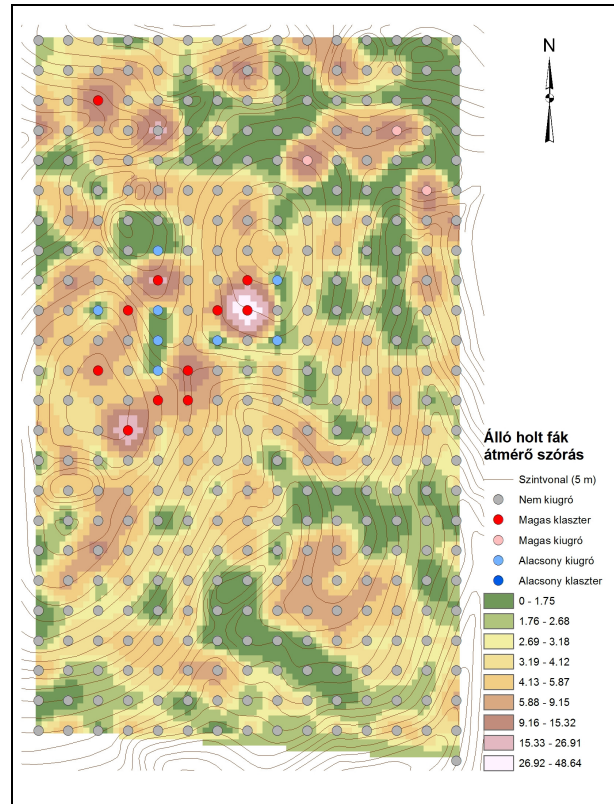 N
Álló holt fák
átmérő szórás
Szintvonal (5 m)
Nem kiugró
Magas klaszter
Magas kiugró
Alacsony kiugró
Alacsony klaszter
0 - 1.75
1.76 - 2.68
2.69 - 3.18
3.19 - 4.12
4.13 - 5.87
5.88 - 9.15
9.16 - 15.32
15.33 - 26.91
26.92 - 48.64